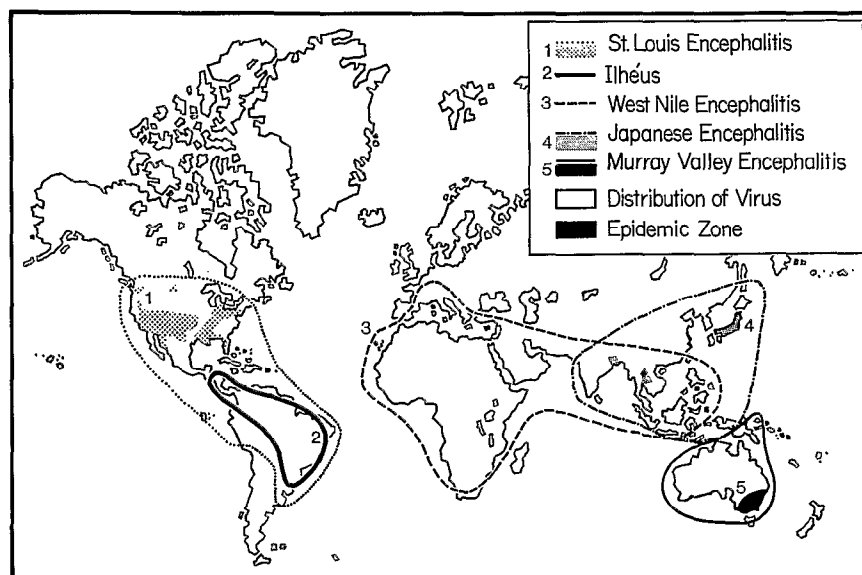 1 St. Louis Encephalitis
2 Ilhéus
3 West Nile Encephalitis
4 Japanese Encephalitis
5 Murray Valley Encephalitis
Distribution of Virus
Epidemic Zone
1
3
4
2
5